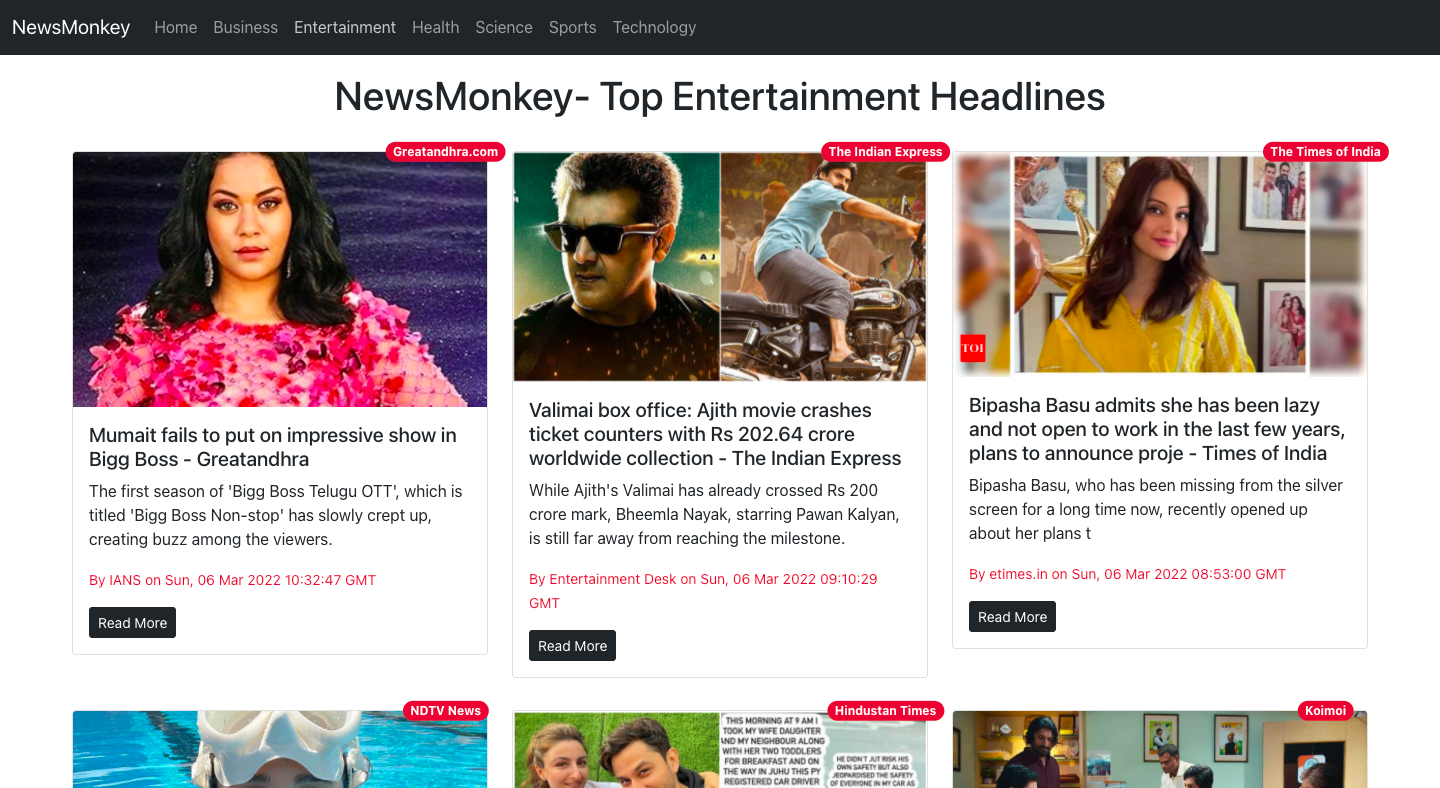 NewsMonkey Home Business Entertainment Health Science Sports Technology
NewsMonkey- Top Entertainment Headlines
Greatandhra.com
Mumait fails to put on impressive show in
Bigg Boss - Greatandhra
The first season of 'Bigg Boss Telugu OTT', which is
titled 'Bigg Boss Non-stop' has slowly crept up,
creating buzz among the viewers.
By IANS on Sun, 06 Mar 2022 10:32:47 GMT
Read More
The Indian Express
A J
Valimai box office: Ajith movie crashes
ticket counters with Rs 202.64 crore
worldwide collection - The Indian Express
While Ajith's Valimai has already crossed Rs 200
crore mark, Bheemla Nayak, starring Pawan Kalyan,
is still far away from reaching the milestone.
By Entertainment Desk on Sun, 06 Mar 2022 09:10:29
GMT
Read More
The Times of India
TOI
Bipasha Basu admits she has been lazy
and not open to work in the last few years,
plans to announce proje - Times of India
Bipasha Basu, who has been missing from the silver
screen for a long time now, recently opened up
about her plans t
By etimes.in on Sun, 06 Mar 2022 08:53:00 GMT
Read More
NDTV News
Hindustan Times
THIS MORNING AT 9 AM I
TOOK MY WIFE DAUGHTER
AND MY NEIGHBOUR ALONG
WITH HER TWO TODDLERS
FOR BREAKFAST AND ON
THE WAY IN JUHU THIS PY
REGISTERED CAR DRIVER
HE DIDN'T JUT RISK HIS
OWN SAFETY BUT ALSO
JEOPARDISED THE SAFETY
OF EVERYONE IN MY CAR AS
Koimoi